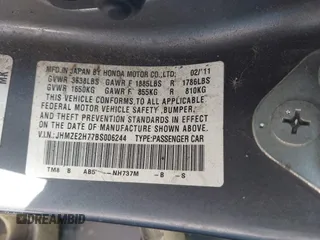 MFD.IN JAPAN BY HONDA MOTOR CO.,LTD. 02/11
GVWR 3638LBS GAWR F 1885LBS R 1786LBS
GVWR 1650KG GAWR F 855KG R 810KG
THIS VEHICLE CONFORMS TO ALL APPLICABLE
FEDERAL MOTOR VEHICLE SAFETY, BUMPER,
AND THEFT PREVENTION STANDARDS IN EFFECT
ON THE DATE OF MANUFACTURE SHOWN ABOVE.
V.I.N.: JHMZE2H77BS006244 TYPE:PASSENGER CAR
TM8 B NH737M -B -S
MK
DREAMBID